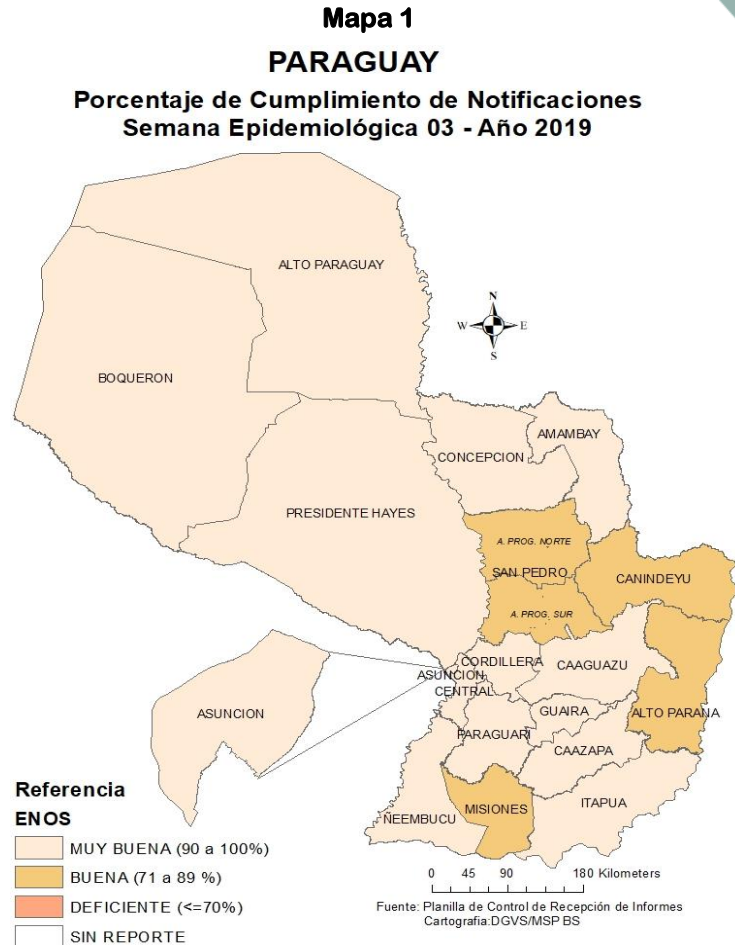 Mapa 1
PARAGUAY
Porcentaje de Cumplimiento de Notificaciones
Semana Epidemiológica 03 - Año 2019
ALTO PARAGUAY
N
W E
S
BOQUERON
AMAMBAY
CONCEPCION
PRESIDENTE HAYES
A. PROG. NORTE
SAN PEDRO
CANINDEYU
A. PROG. SUR
CORDILLERA
CAAGUAZU
ASUNCION
CENTRAL
ASUNCION
GUAIRA
ALTO PARANA
PARAGUARI
CAAZAPA
ITAPUA
MISIONES
ÑEEMBUCU
Referencia
ENOS
MUY BUENA (90 a 100%)
BUENA (71 a 89 %)
DEFICIENTE (<=70%)
SIN REPORTE
0 45 90 180 Kilometers
Fuente: Planilla de Control de Recepción de Informes
Cartografia:DGVS/MSP BS